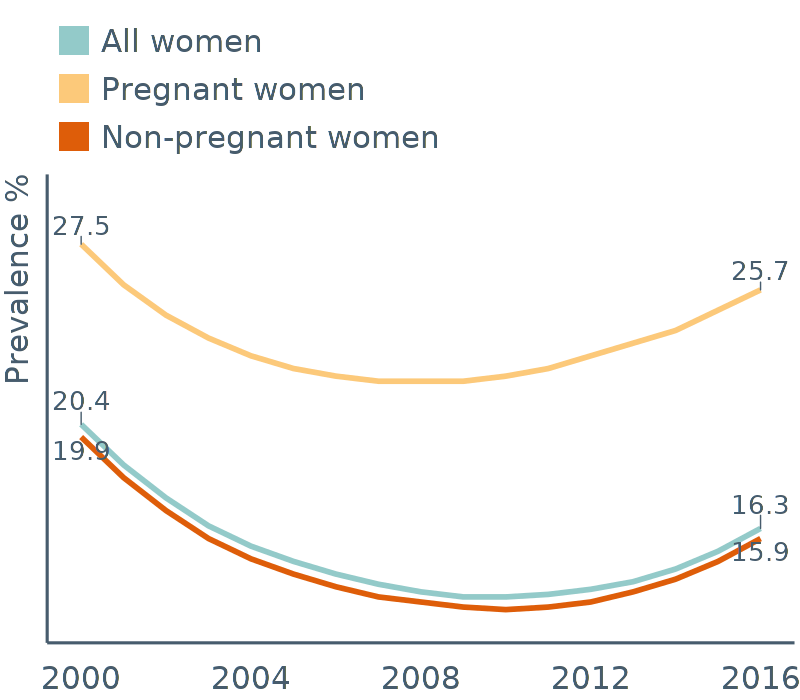 All women
Pregnant women
Non-pregnant women
Prevalence %
27.5
25.7
20.4
19.9
16.3
15.9
2000 2004 2008 2012 2016